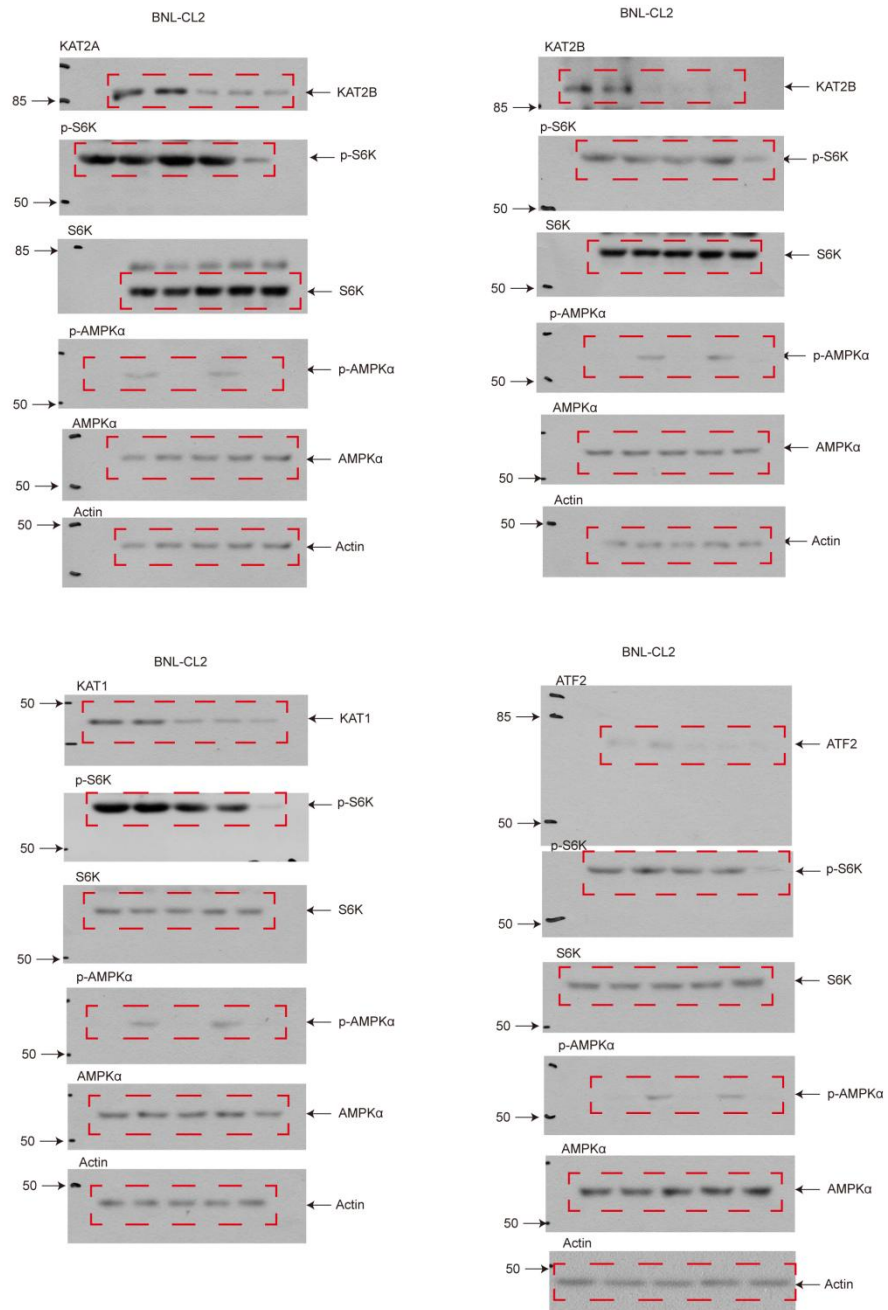 BNL-CL2
KAT2A
KAT2B
85
p-S6K
p-S6K
50
S6K
85
S6K
p-AMPKα
p-AMPKα
50
AMPKα
AMPKα
50
Actin
50
Actin
BNL-CL2
KAT2B
KAT2B
85
p-S6K
p-S6K
50
S6K
S6K
50
p-AMPKα
p-AMPKα
50
AMPKα
AMPKα
50
Actin
50
Actin
BNL-CL2
KAT1
50
KAT1
p-S6K
p-S6K
50
S6K
S6K
50
p-AMPKα
p-AMPKα
50
AMPKα
AMPKα
50
Actin
50
Actin
BNL-CL2
ATF2
85
ATF2
50
p-S6K
p-S6K
50
S6K
S6K
50
p-AMPKα
p-AMPKα
50
AMPKα
AMPKα
50
Actin
50
Actin